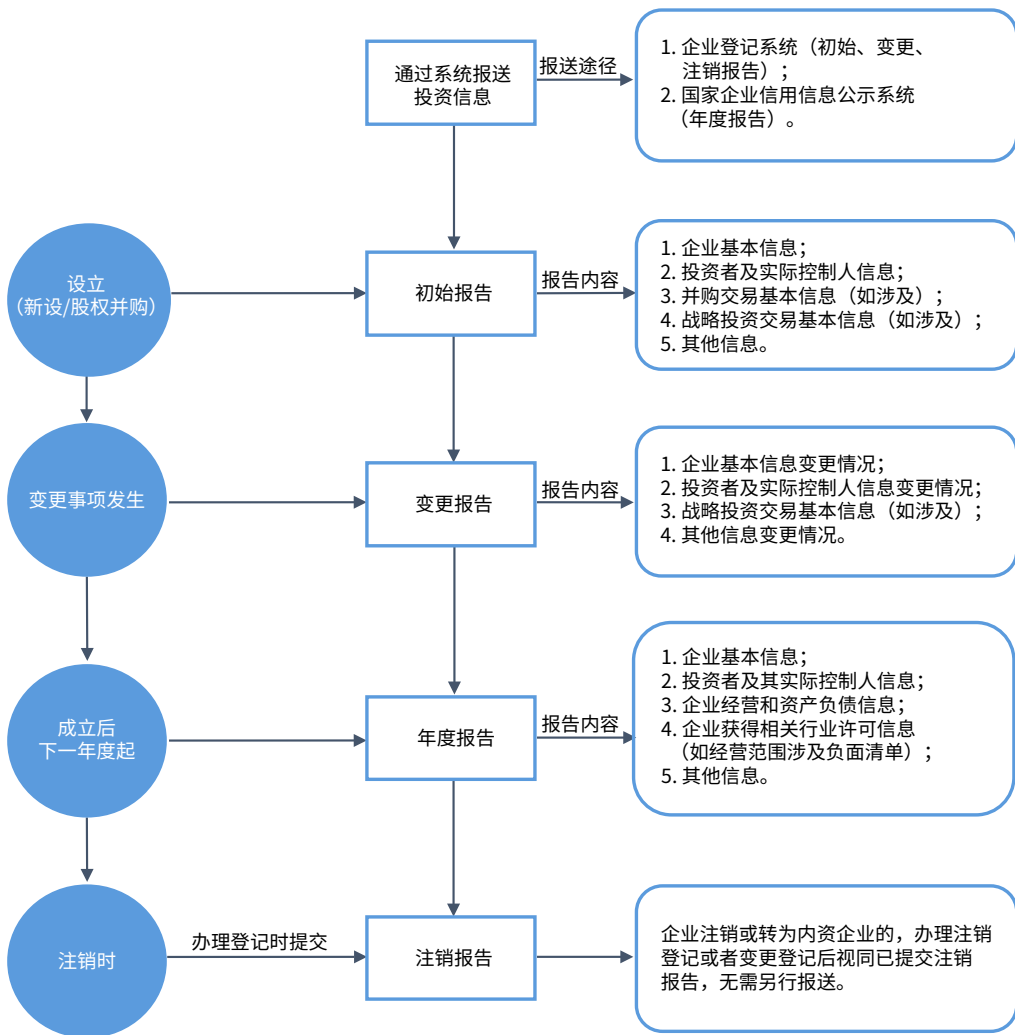 通过系统报送
投资信息
报送途径
1. 企业登记系统（初始、变更、
注销报告）；
2. 国家企业信用信息公示系统
（年度报告）。
设立
（新设/股权并购）
初始报告
报告内容
1. 企业基本信息；
2. 投资者及实际控制人信息；
3. 并购交易基本信息（如涉及）；
4. 战略投资交易基本信息（如涉及）；
5. 其他信息。
变更事项发生
变更报告
报告内容
1. 企业基本信息变更情况；
2. 投资者及实际控制人信息变更情况；
3. 战略投资交易基本信息（如涉及）；
4. 其他信息变更情况。
成立后
下一年度起
年度报告
报告内容
1. 企业基本信息；
2. 投资者及其实际控制人信息；
3. 企业经营和资产负债信息；
4. 企业获得相关行业许可信息
（如经营范围涉及负面清单）；
5. 其他信息。
注销时
办理登记时提交
注销报告
企业注销或转为内资企业的，办理注销
登记或者变更登记后视同已提交注销
报告，无需另行报送。